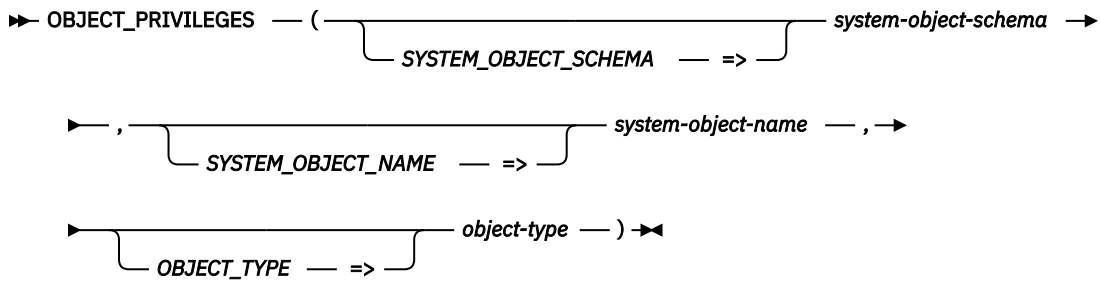 OBJECT_PRIVILEGES ( system-object-schema
SYSTEM_OBJECT_SCHEMA =>
, system-object-name ,
SYSTEM_OBJECT_NAME =>
object-type )
OBJECT_TYPE =>